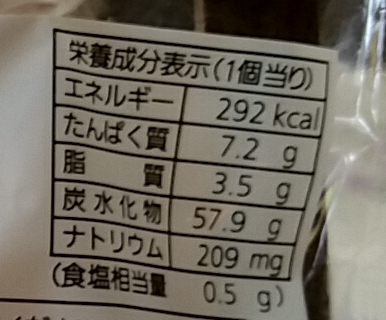 栄養成分表示(1個当り)
エネルギー 292 kcal
たんぱく質 7.2 g
脂質 3.5 g
炭水化物 57.9 g
ナトリウム 209 mg
(食塩相当量 0.5 g)